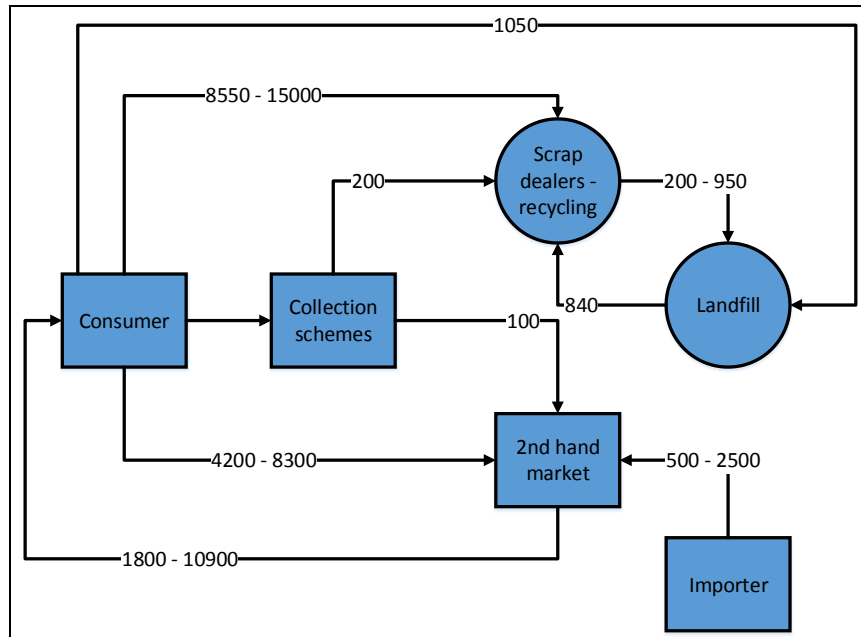 1050
8550 - 15000
Scrap
dealers -
recycling
200
200 - 950
Consumer
Collection
schemes
840
Landfill
100
4200 - 8300
2nd hand
market
500 - 2500
1800 - 10900
Importer